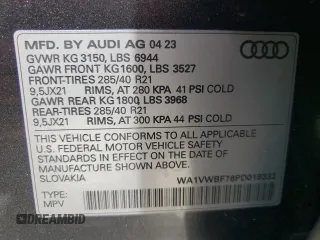 MFD. BY AUDI AG 04 23
GVWR KG 3150, LBS 6944
GAWR FRONT KG1600, LBS 3527
FRONT-TIRES 285/40 R21
9,5JX21 RIMS, AT 280 KPA 41 PSI COLD
GAWR REAR KG 1800 LBS 3968
REAR-TIRES 285/40 R21
9,5JX21 RIMS, AT 300 KPA 44 PSI COLD
THIS VEHICLE CONFORMS TO ALL APPLICABLE
U.S. FEDERAL MOTOR VEHICLE SAFETY
STANDARDS IN EFFECT ON THE DATE OF
MANUFACTURE SHOWN ABOVE.
SLOVAKIA
TYPE:
MPV
DREAMBID